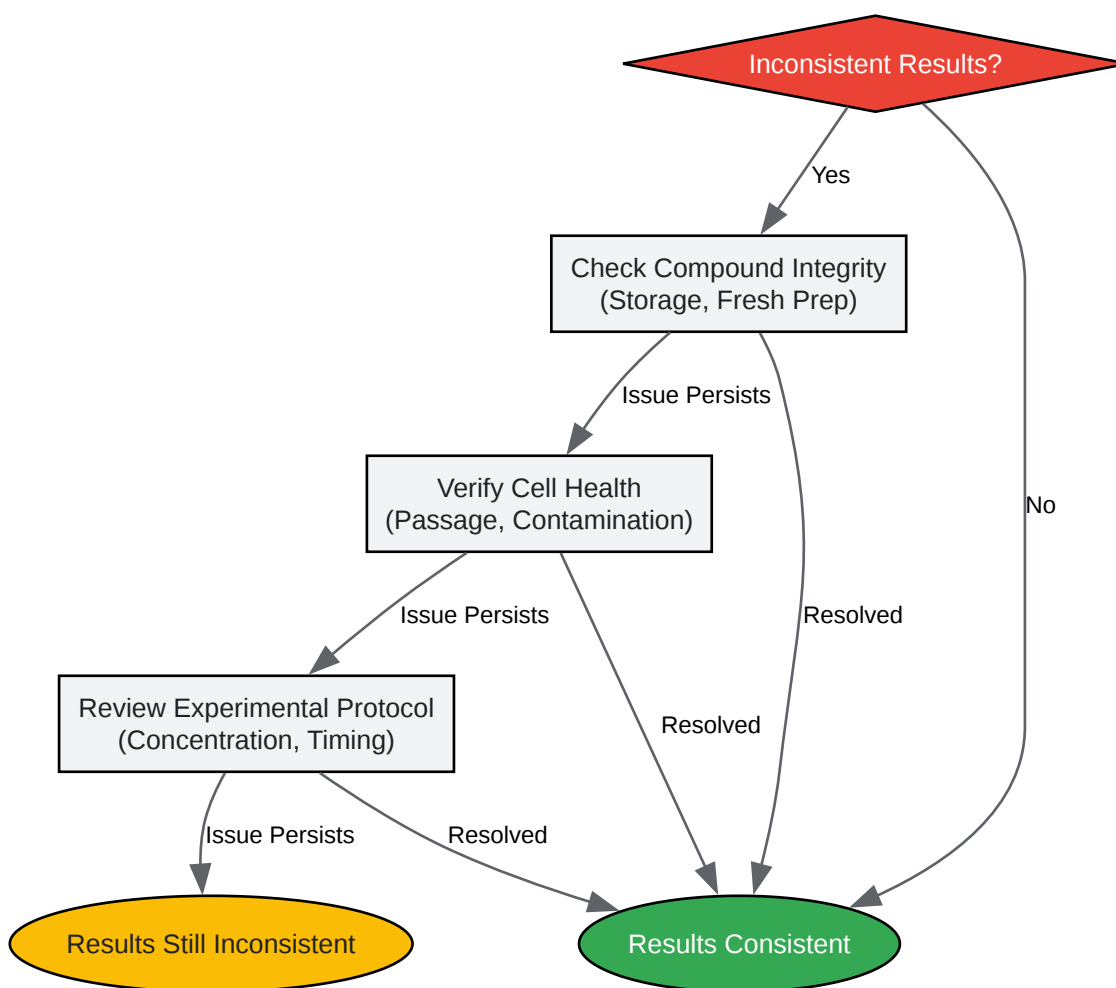 Inconsistent Results?
Yes
Check Compound Integrity
(Storage, Fresh Prep)
Issue Persists
Verify Cell Health
(Passage, Contamination)
No
Issue Persists
Resolved
Review Experimental Protocol
(Concentration, Timing)
Resolved
Issue Persists
Resolved
Results Still Inconsistent
Results Consistent